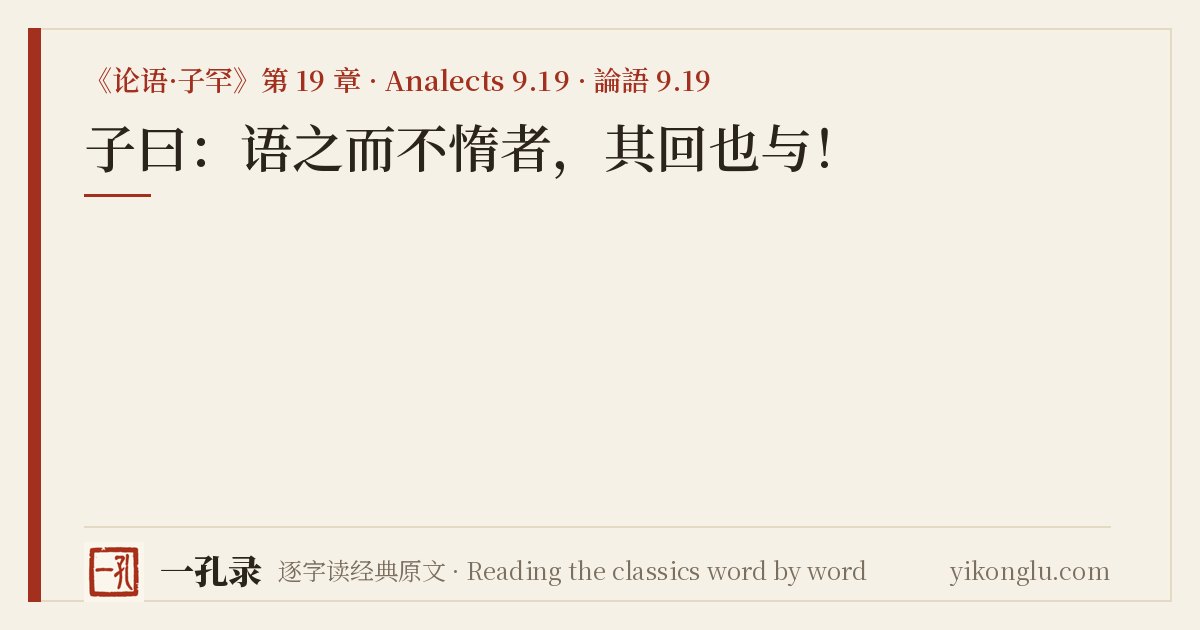 《论语·子罕》第 19 章 · Analects 9.19 · 論語 9.19
子曰：语之而不惰者，其回也与！
一孔
一孔录 逐字读经典原文 · Reading the classics word by word yikonglu.com